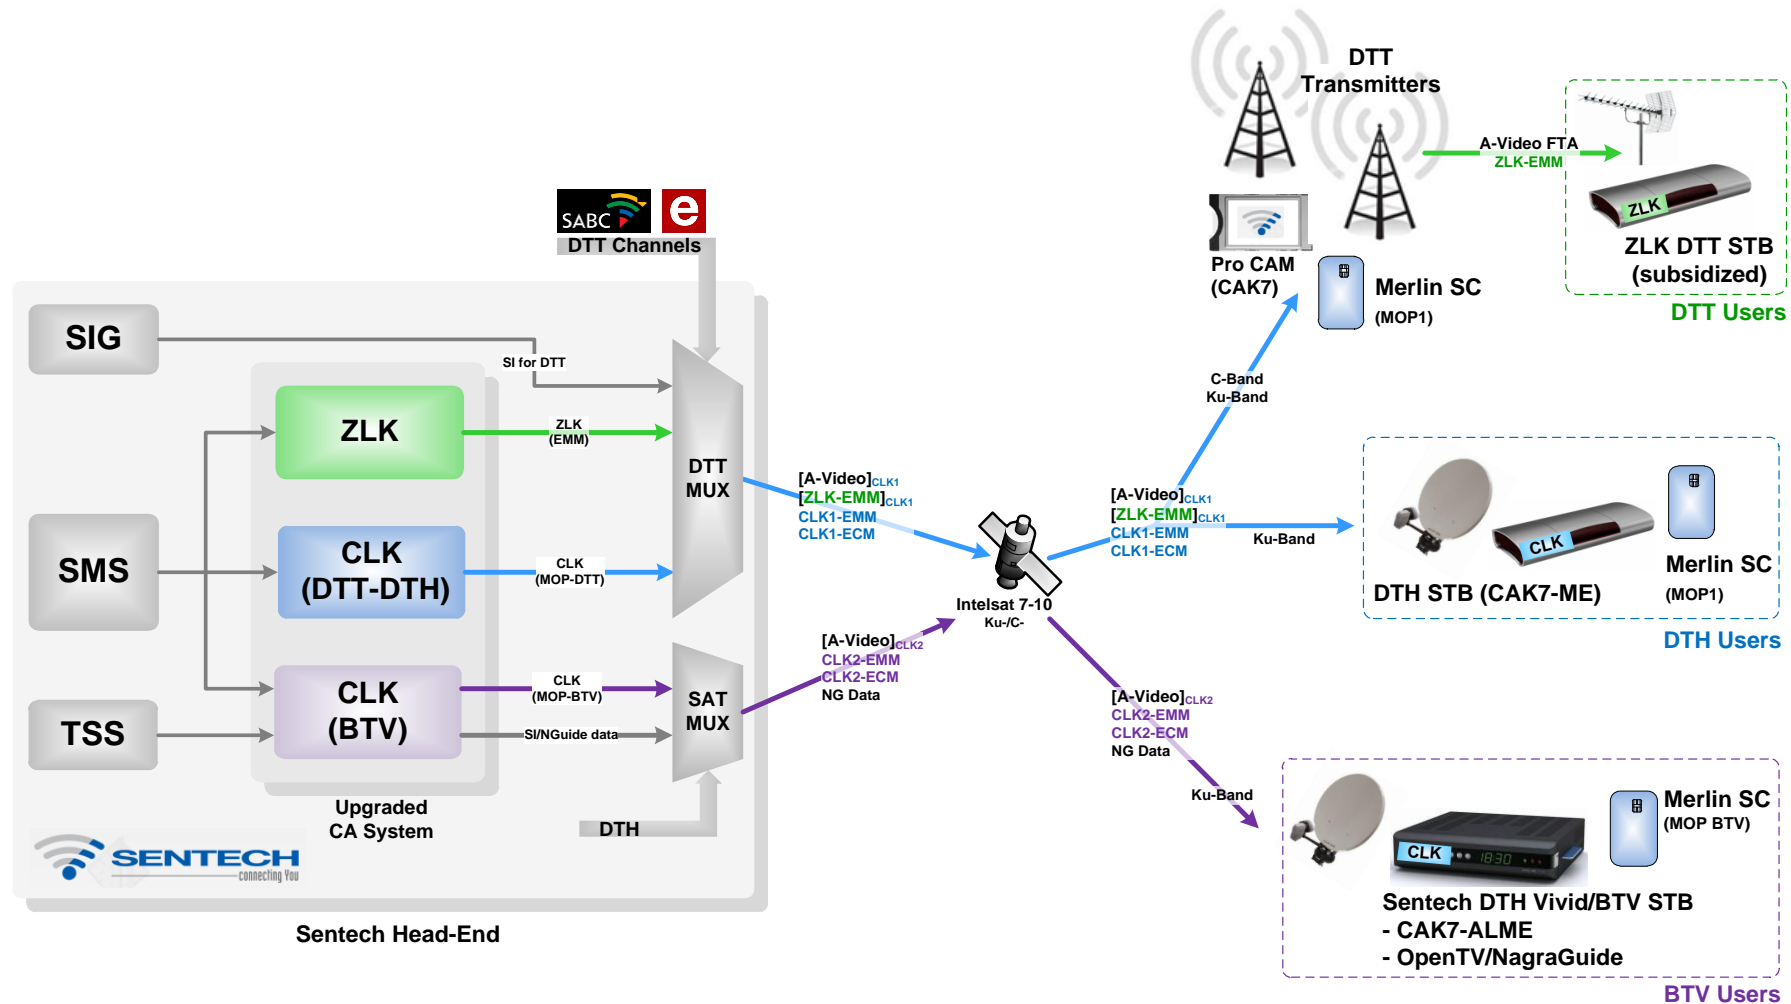 DTT
Transmitters
A-Video FTA
ZLK-EMM
ZLK
ZLK DTT STB
(subsidized)
DTT Users
SABC
e
DTT Channels
Pro CAM
(CAK7)
Merlin SC
(MOP1)
SIG
SI for DTT
ZLK
ZLK
(EMM)
DTT
MUX
C-Band
Ku-Band
SMS
CLK
(DTT-DTH)
CLK
(MOP-DTT)
[A-Video]CLK1
[ZLK-EMM]CLK1
CLK1-EMM
CLK1-ECM
[A-Video]CLK1
[ZLK-EMM]CLK1
CLK1-EMM
CLK1-ECM
Ku-Band
CLK
DTH STB (CAK7-ME)
Merlin SC
(MOP1)
DTH Users
Intelsat 7-10
Ku-/C-
TSS
CLK
(BTV)
CLK
(MOP-BTV)
SI/NGuide data
SAT
MUX
[A-Video]CLK2
CLK2-EMM
CLK2-ECM
NG Data
[A-Video]CLK2
CLK2-EMM
CLK2-ECM
NG Data
Ku-Band
Upgraded
CA System
DTH
SENTECH
connecting You
Sentech Head-End
CLK
18:30
Merlin SC
(MOP BTV)
Sentech DTH Vivid/BTV STB
- CAK7-ALME
- OpenTV/NagraGuide
BTV Users